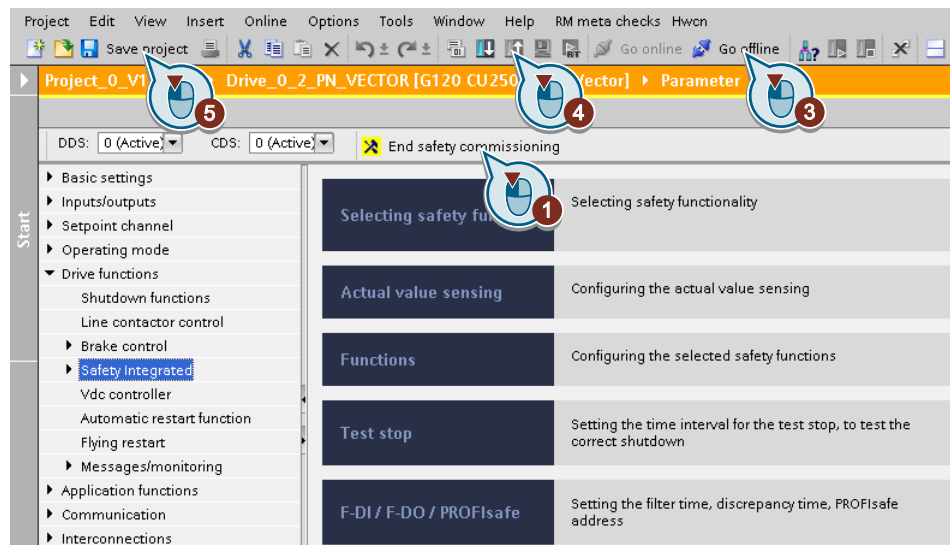 Project Edit View Insert Online Options Tools Window Help RM meta checks Hwcn
Save project Go online Go offline
Project_0_V1 Drive_0_2_PN_VECTOR [G120 CU250 Vector] Parameter
5 4 3
DDS: 0 (Active) CDS: 0 (Active) End safety commissioning
1
Start
Basic settings
Inputs/outputs
Setpoint channel
Operating mode
Drive functions
Shutdown functions
Line contactor control
Brake control
Safety Integrated
Vdc controller
Automatic restart function
Flying restart
Messages/monitoring
Application functions
Communication
Interconnections
Selecting safety fu
Selecting safety functionality
Actual value sensing
Configuring the actual value sensing
Functions
Configuring the selected safety functions
Test stop
Setting the time interval for the test stop, to test the
correct shutdown
F-DI / F-DO / PROFIsafe
Setting the filter time, discrepancy time, PROFIsafe
address